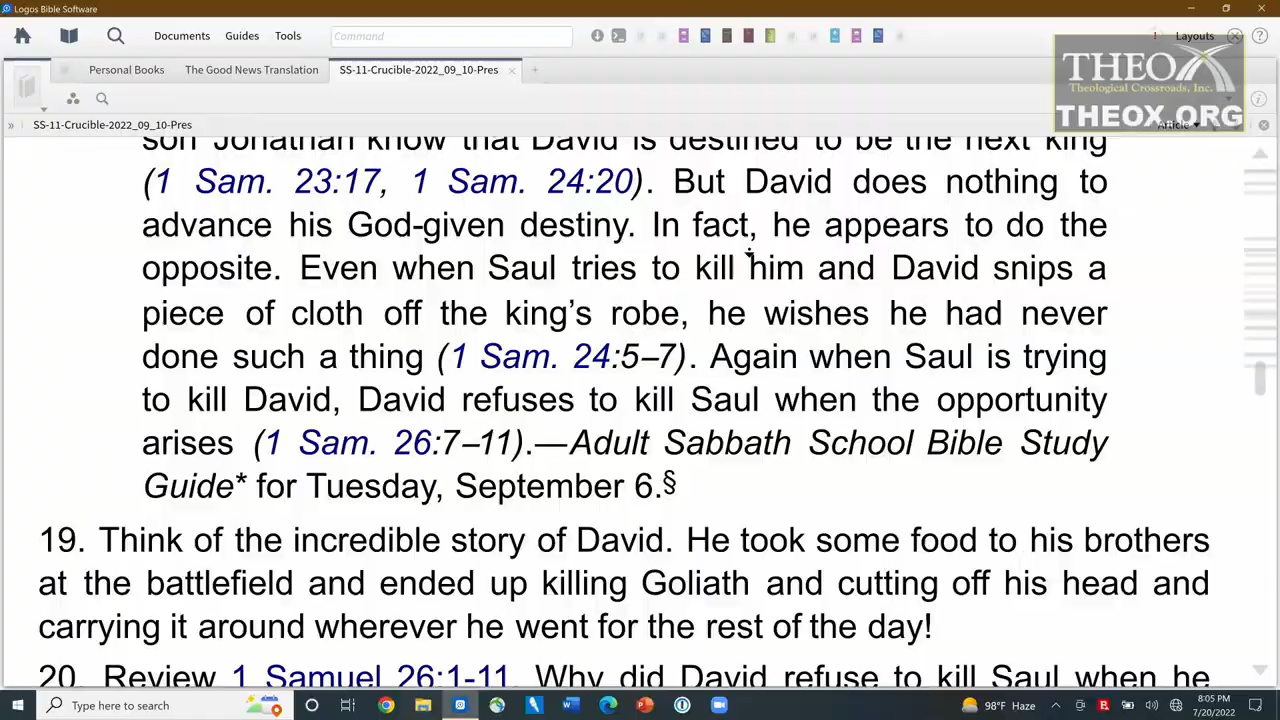 Logos Bible Software
Documents Guides Tools Command Layouts
THEOX
Theological Crossroads, Inc.
THEOX.ORG
Personal Books The Good News Translation SS-11-Crucible-2022_09_10-Pres
SS-11-Crucible-2022_09_10-Pres Article
son Jonathan know that David is destined to be the next king
(1 Sam. 23:17, 1 Sam. 24:20). But David does nothing to
advance his God-given destiny. In fact, he appears to do the
opposite. Even when Saul tries to kill him and David snips a
piece of cloth off the king’s robe, he wishes he had never
done such a thing (1 Sam. 24:5–7). Again when Saul is trying
to kill David, David refuses to kill Saul when the opportunity
arises (1 Sam. 26:7–11).—Adult Sabbath School Bible Study
Guide* for Tuesday, September 6.§
19. Think of the incredible story of David. He took some food to his brothers
at the battlefield and ended up killing Goliath and cutting off his head and
carrying it around wherever he went for the rest of the day!
20. Review 1 Samuel 26:1-11. Why did David refuse to kill Saul when he
Type here to search 98°F Haze 8:05 PM
7/20/2022